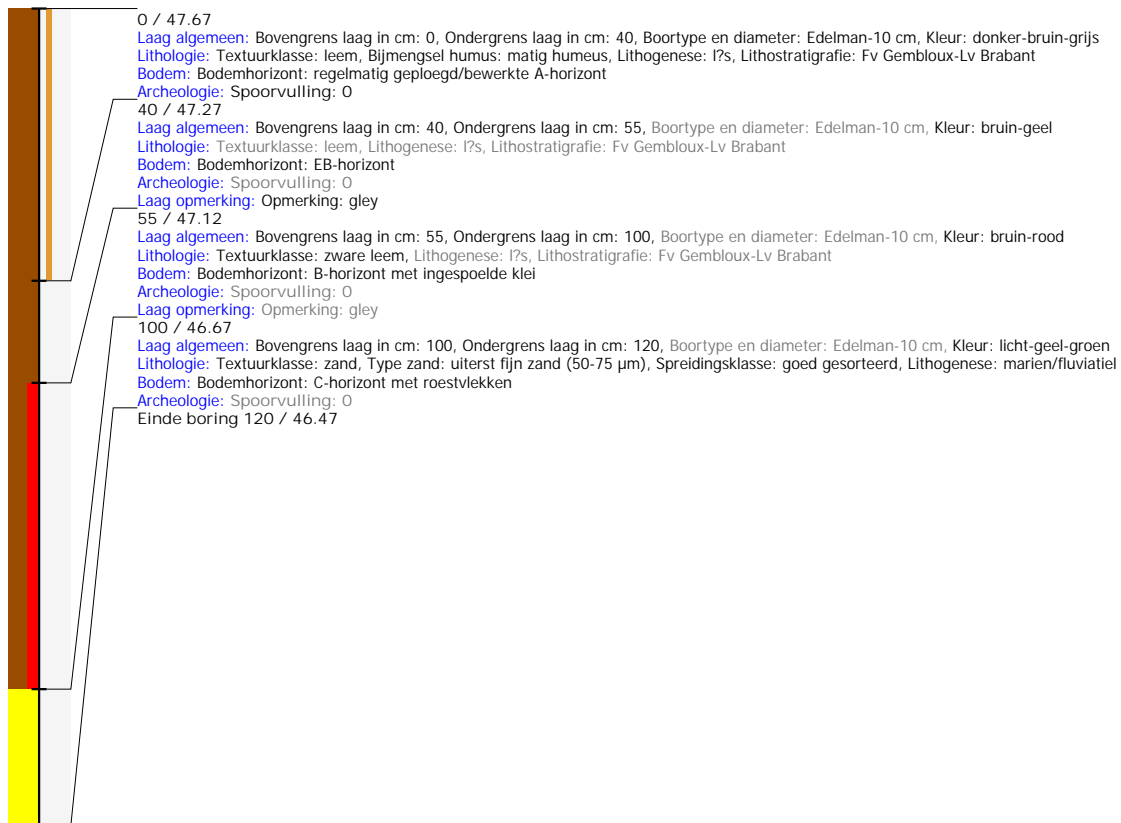 0 / 47.67
Laag algemeen: Bovengrens laag in cm: 0, Ondergrens laag in cm: 40, Boortype en diameter: Edelman-10 cm, Kleur: donker-bruin-grijs
Lithologie: Textuurklasse: leem, Bijmengsel humus: matig humeus, Lithogenese: l?s, Lithostratigrafie: Fv Gembloux-Lv Brabant
Bodem: Bodemhorizont: regelmatig geploegd/bewerkte A-horizont
Archeologie: Spoorvulling: 0
40 / 47.27
Laag algemeen: Bovengrens laag in cm: 40, Ondergrens laag in cm: 55, Boortype en diameter: Edelman-10 cm, Kleur: bruin-geel
Lithologie: Textuurklasse: leem, Lithogenese: l?s, Lithostratigrafie: Fv Gembloux-Lv Brabant
Bodem: Bodemhorizont: EB-horizont
Archeologie: Spoorvulling: 0
Laag opmerking: Opmerking: gley
55 / 47.12
Laag algemeen: Bovengrens laag in cm: 55, Ondergrens laag in cm: 100, Boortype en diameter: Edelman-10 cm, Kleur: bruin-rood
Lithologie: Textuurklasse: zware leem, Lithogenese: l?s, Lithostratigrafie: Fv Gembloux-Lv Brabant
Bodem: Bodemhorizont: B-horizont met ingespoelde klei
Archeologie: Spoorvulling: 0
Laag opmerking: Opmerking: gley
100 / 46.67
Laag algemeen: Bovengrens laag in cm: 100, Ondergrens laag in cm: 120, Boortype en diameter: Edelman-10 cm, Kleur: licht-geel-groen
Lithologie: Textuurklasse: zand, Type zand: uiterst fijn zand (50-75 µm), Spreidingsklasse: goed gesorteerd, Lithogenese: marien/fluviatiel
Bodem: Bodemhorizont: C-horizont met roestvlekken
Archeologie: Spoorvulling: 0
Einde boring 120 / 46.47